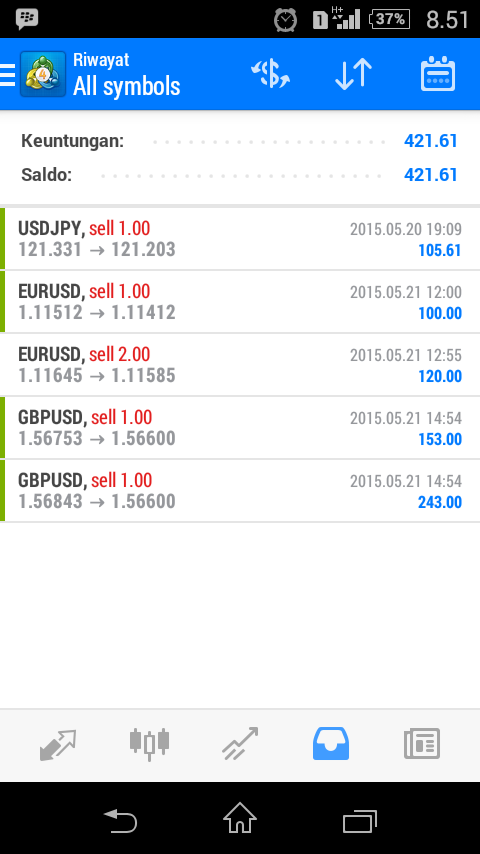 1 H+ 37% 8.51
Riwayat
All symbols
Keuntungan: 421.61
Saldo: 421.61
USDJPY, sell 1.00 2015.05.20 19:09
121.331 → 121.203 105.61
EURUSD, sell 1.00 2015.05.21 12:00
1.11512 → 1.11412 100.00
EURUSD, sell 2.00 2015.05.21 12:55
1.11645 → 1.11585 120.00
GBPUSD, sell 1.00 2015.05.21 14:54
1.56753 → 1.56600 153.00
GBPUSD, sell 1.00 2015.05.21 14:54
1.56843 → 1.56600 243.00